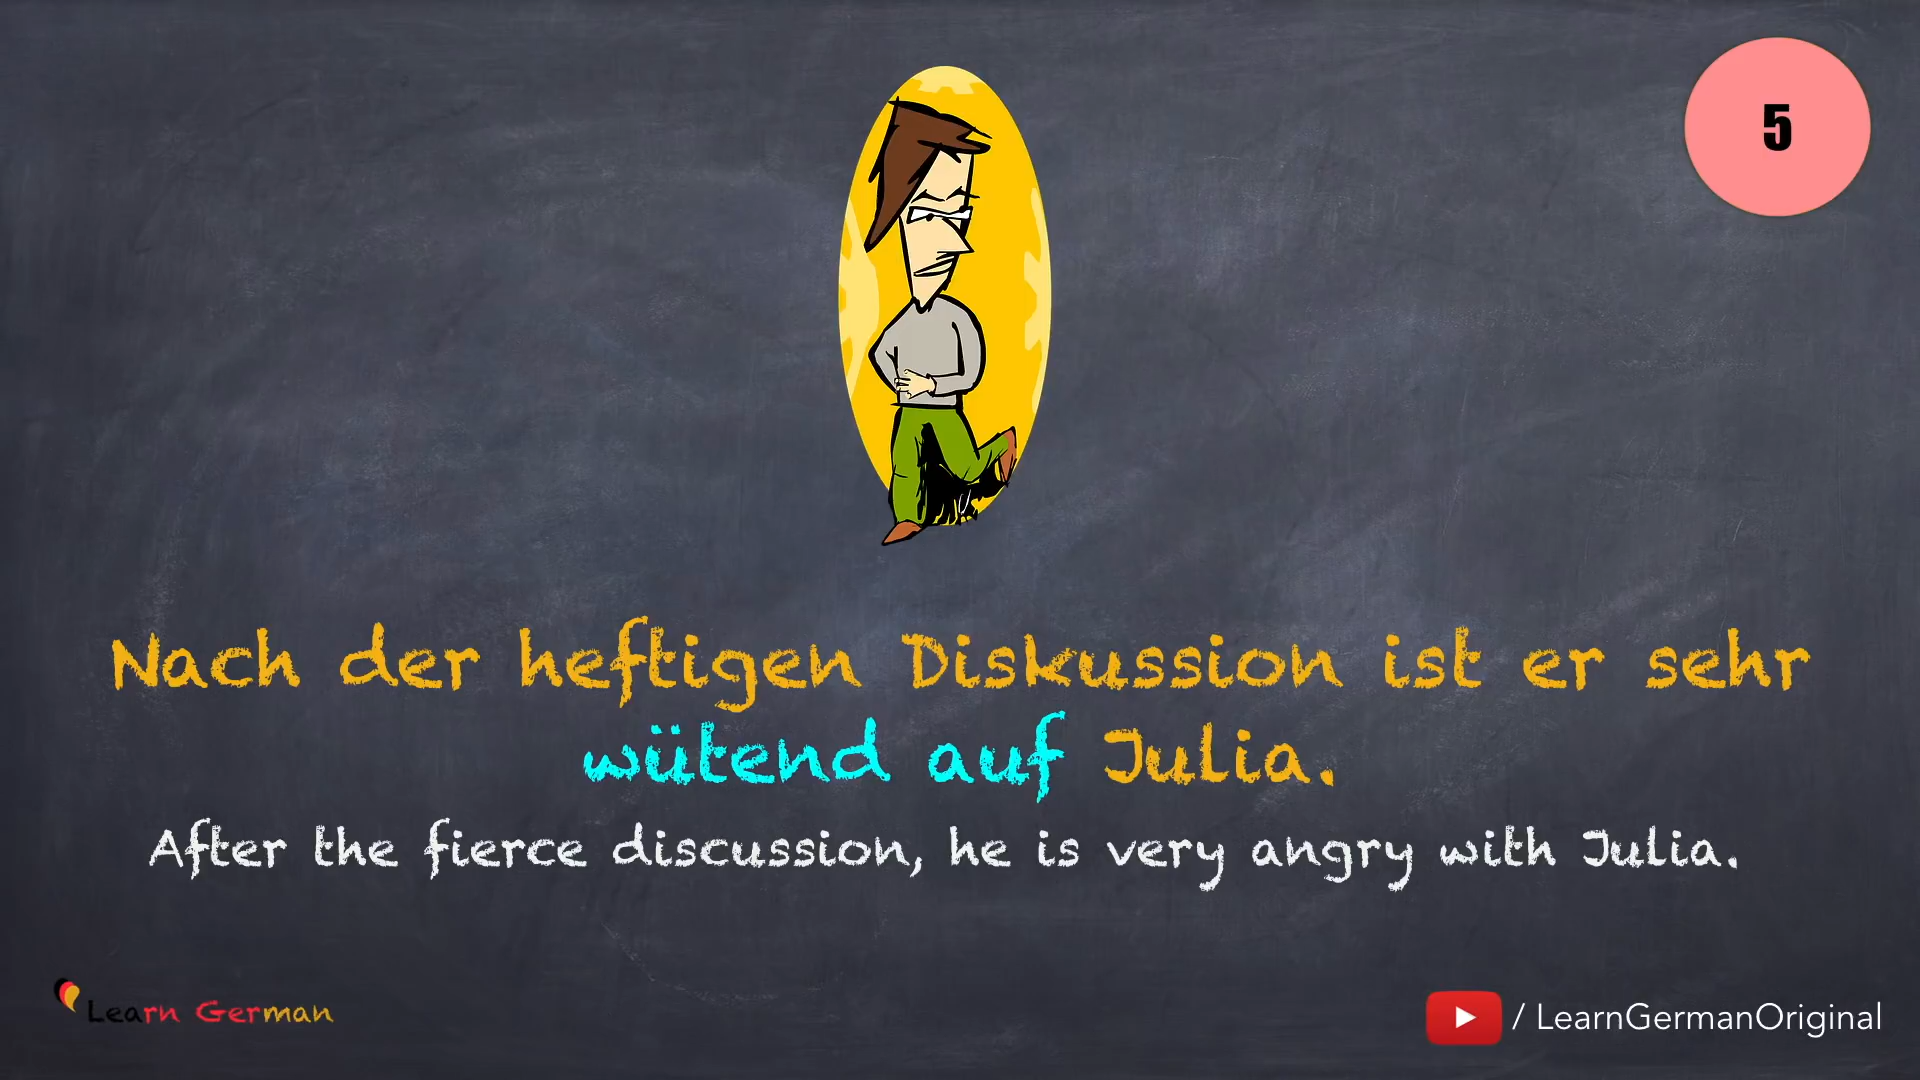 5
Nach der heftigen Diskussion ist er sehr
wütend auf Julia.
After the fierce discussion, he is very angry with Julia.
Learn German
/ LearnGermanOriginal